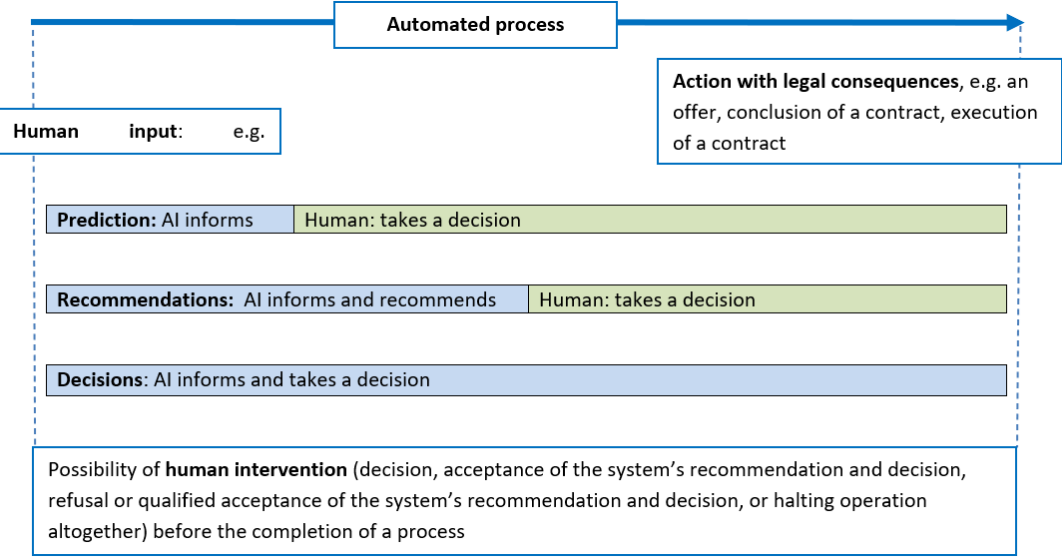 Automated process
Action with legal consequences, e.g. an
offer, conclusion of a contract, execution
of a contract
Human input: e.g.
Prediction: AI informs
Human: takes a decision
Recommendations: AI informs and recommends
Human: takes a decision
Decisions: AI informs and takes a decision
Possibility of human intervention (decision, acceptance of the system’s recommendation and decision,
refusal or qualified acceptance of the system’s recommendation and decision, or halting operation
altogether) before the completion of a process